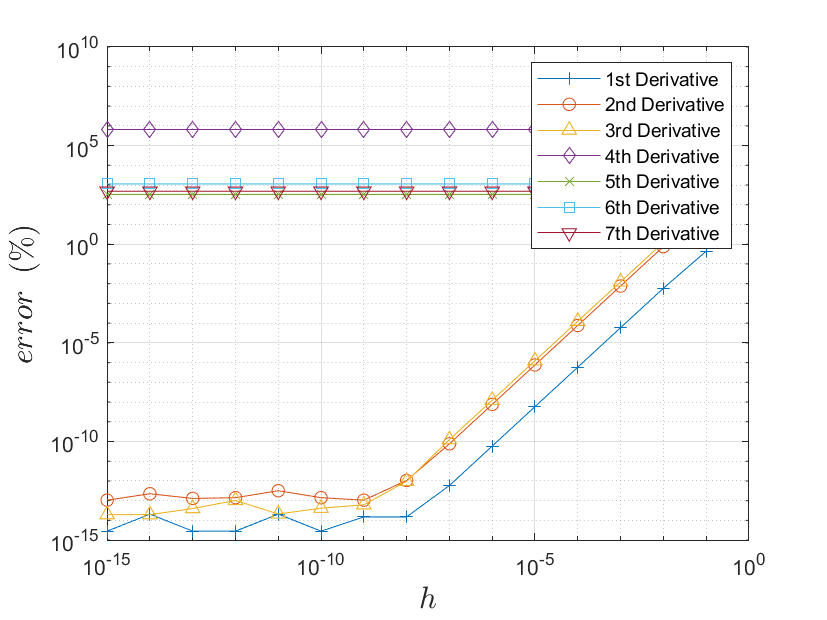 10^10
10^5
10^0
10^-5
10^-10
10^-15
error (%)
1st Derivative
2nd Derivative
3rd Derivative
4th Derivative
5th Derivative
6th Derivative
7th Derivative
10^-15
10^-10
10^-5
10^0
h